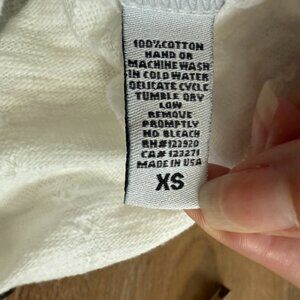 100% COTTON
HAND OR
MACHINE WASH
IN COLD WATER
DELICATE CYCLE
TUMBLE DRY
LOW
REMOVE
PROMPTLY
NO BLEACH
RN# 122920
CA# 123271
MADE IN USA
XS